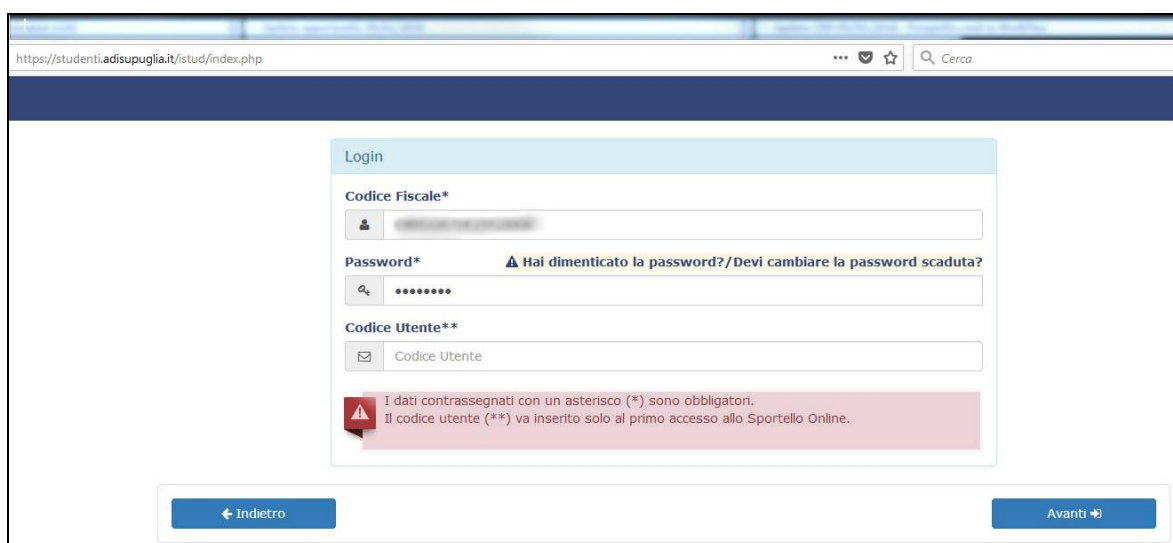 https://studenti.adisupuglia.it/istud/index.php
Cerca
Login
Codice Fiscale*
Password* Hai dimenticato la password?/Devi cambiare la password scaduta?
••••••••
Codice Utente**
Codice Utente
I dati contrassegnati con un asterisco (*) sono obbligatori.
Il codice utente (**) va inserito solo al primo accesso allo Sportello Online.
Indietro Avanti